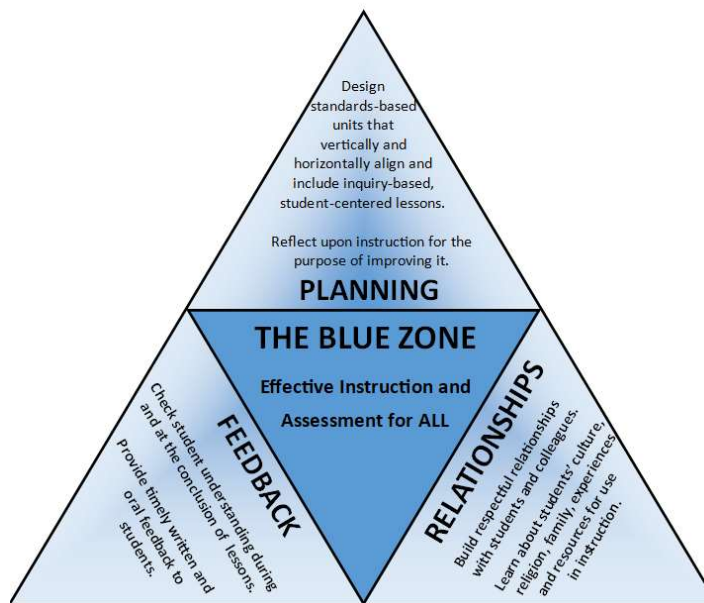 Design
standards-based
units that
vertically and
horizontally align and
include inquiry-based,
student-centered lessons.
Reflect upon instruction for the
purpose of improving it.
PLANNING
THE BLUE ZONE
Effective Instruction and
Assessment for ALL
FEEDBACK
Check student understanding during
and at the conclusion of lessons.
Provide timely written and
oral feedback to
students.
RELATIONSHIPS
Build respectful relationships
with students and colleagues.
Learn about students' culture,
religion, family, experiences
and resources for use
in instruction.